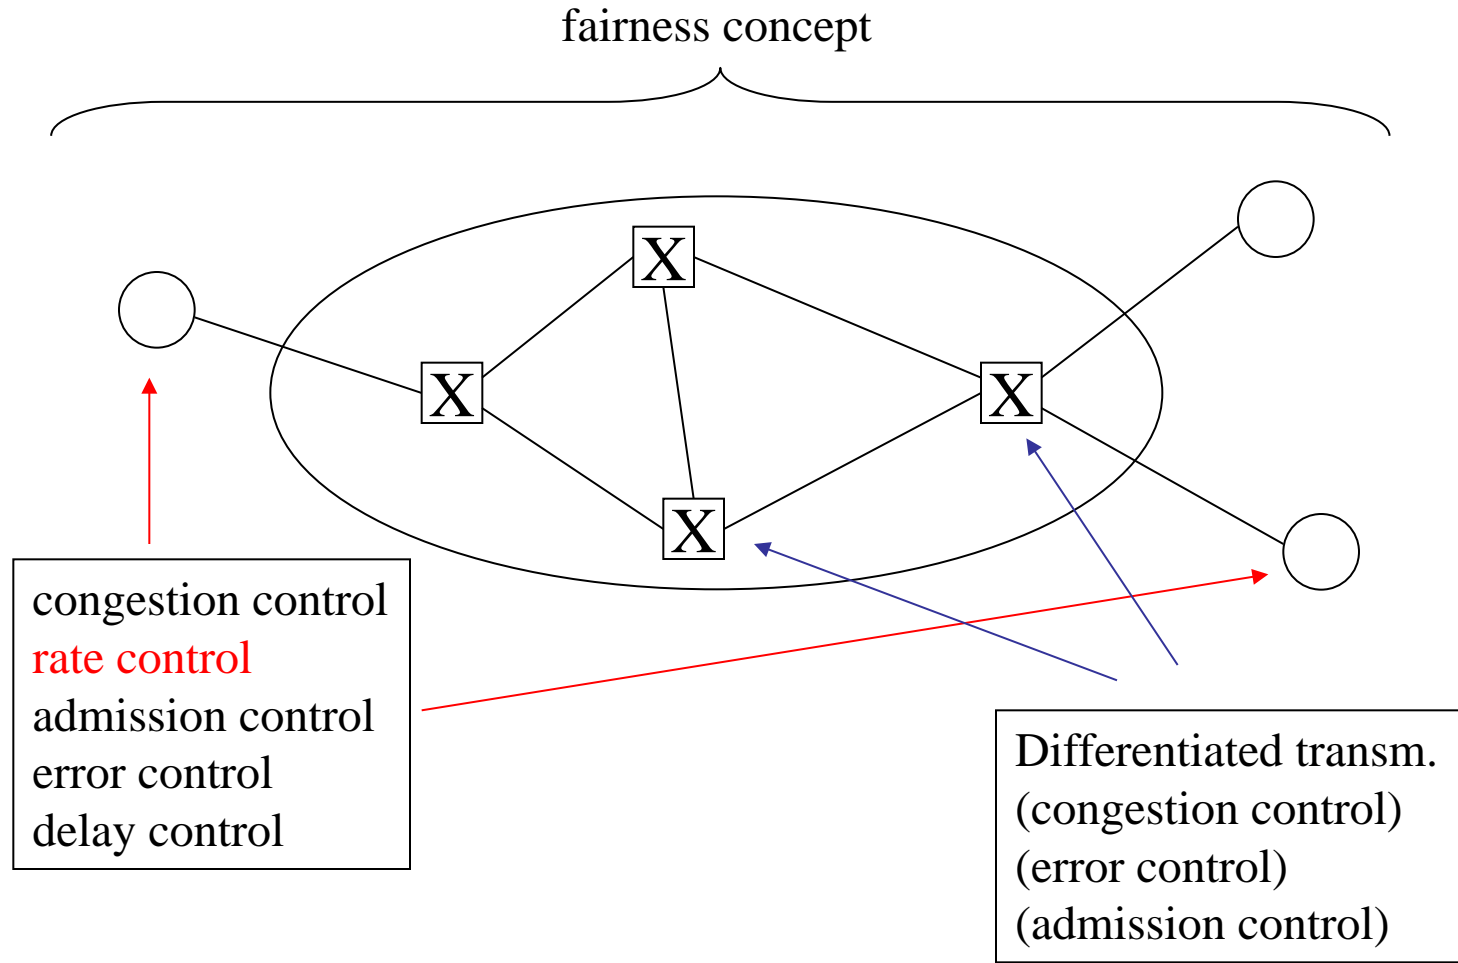 fairness concept
X
X
X
X
congestion control
rate control
admission control
error control
delay control
Differentiated transm.
(congestion control)
(error control)
(admission control)